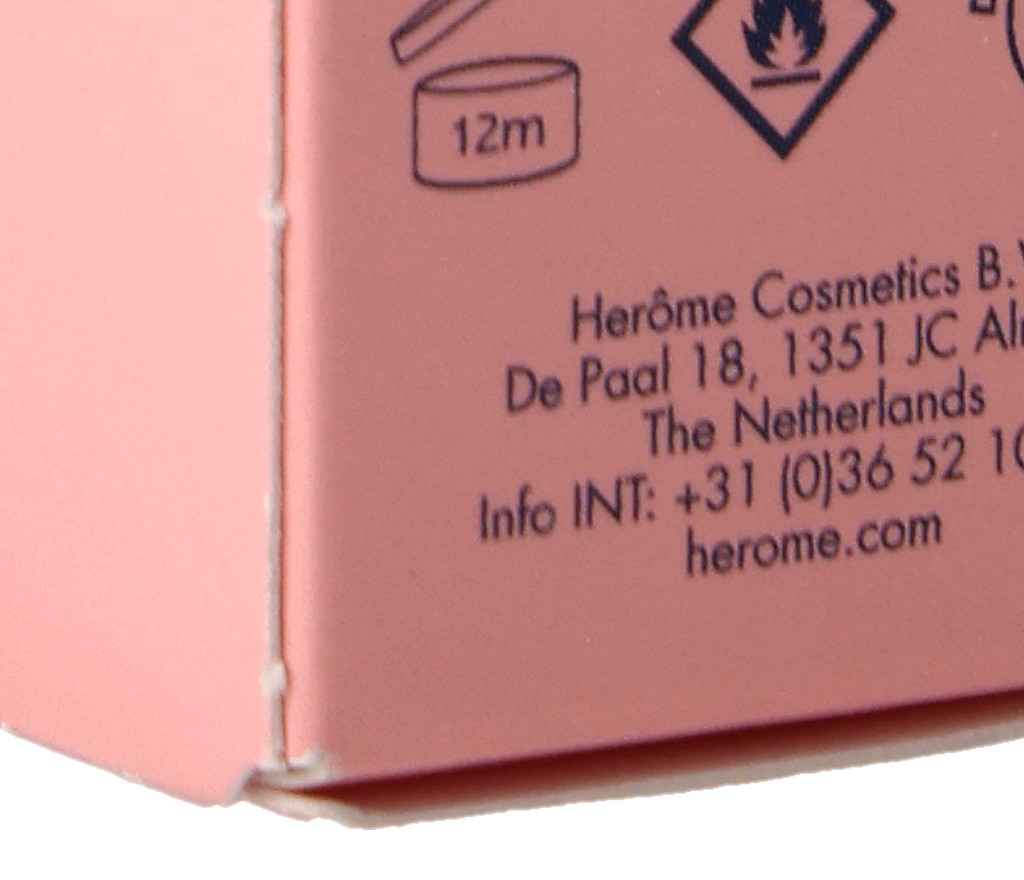 12m
Herôme Cosmetics B.
De Paal 18, 1351 JC
The Netherlands
Info INT: +31 (0)36 52
herome.com